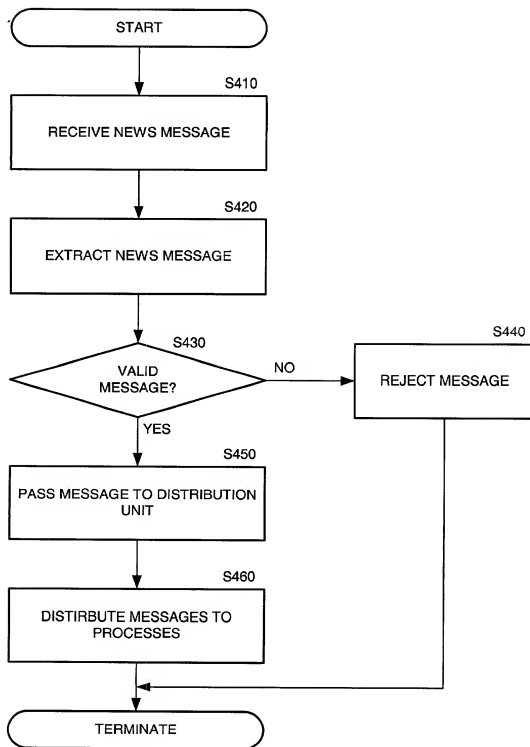 START
S410
RECEIVE NEWS MESSAGE
S420
EXTRACT NEWS MESSAGE
S430
VALID
MESSAGE?
NO
S440
REJECT MESSAGE
YES
S450
PASS MESSAGE TO DISTRIBUTION
UNIT
S460
DISTIRBUTE MESSAGES TO
PROCESSES
TERMINATE